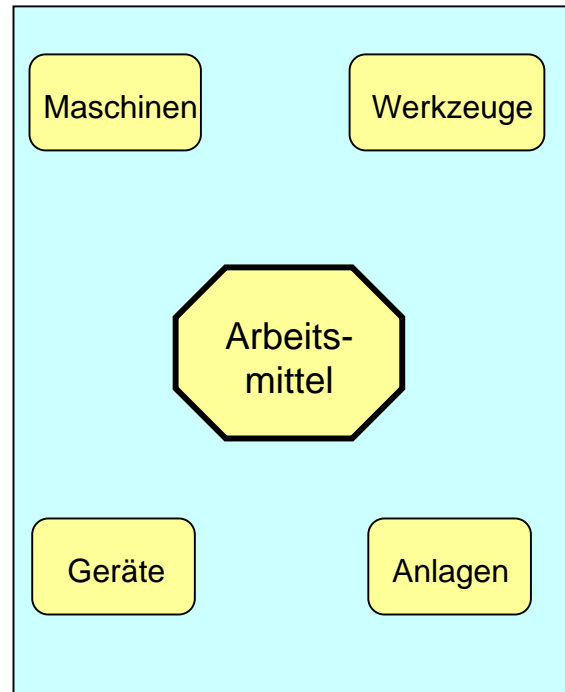 Maschinen
Werkzeuge
Arbeits-
mittel
Geräte
Anlagen